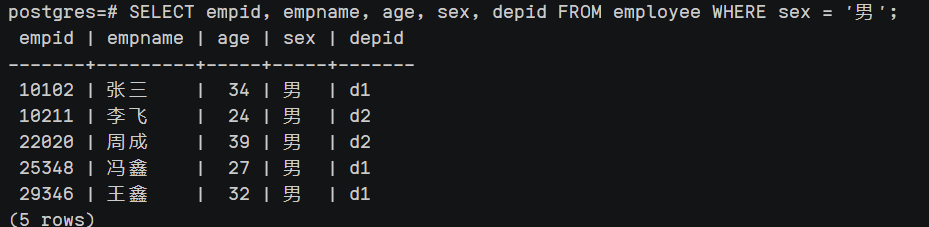 postgres=# SELECT empid, empname, age, sex, depid FROM employee WHERE sex = '男';
 empid | empname | age | sex | depid
-------+---------+-----+-----+-------
 10102 | 张三    |  34 | 男  | d1
 10211 | 李飞    |  24 | 男  | d2
 22020 | 周成    |  39 | 男  | d2
 25348 | 冯鑫    |  27 | 男  | d1
 29346 | 王鑫    |  32 | 男  | d1
(5 rows)